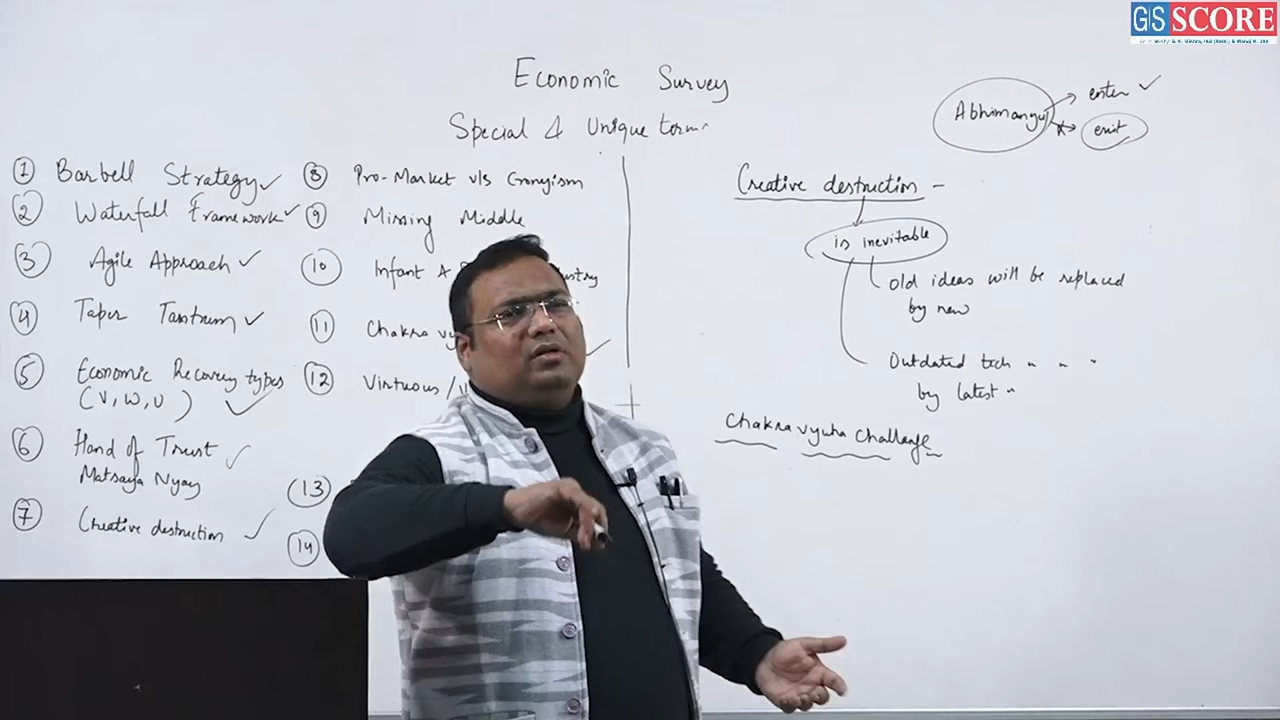 GS SCORE
Economic Survey
Special & Unique terms
① Barbell Strategy ✓
② Waterfall Framework ✓
③ Agile Approach ✓
④ Taper Tantrum ✓
⑤ Economic Recovery types
(V, W, U) ✓
⑥ Hand of Trust ✓
Matsaya Nyay
⑦ Creative destruction ✓
⑧ Pro-Market v/s Cronyism
⑨ Missing Middle
⑩ Infant &
⑪ Chakra vy
⑫ Virtuous /
⑬
⑭
Abhimanyu → enter ✓
exit
Creative destruction -
is inevitable
Old ideas will be replaced
by new
Outdated tech " " "
by latest "
Chakravyuha Challange